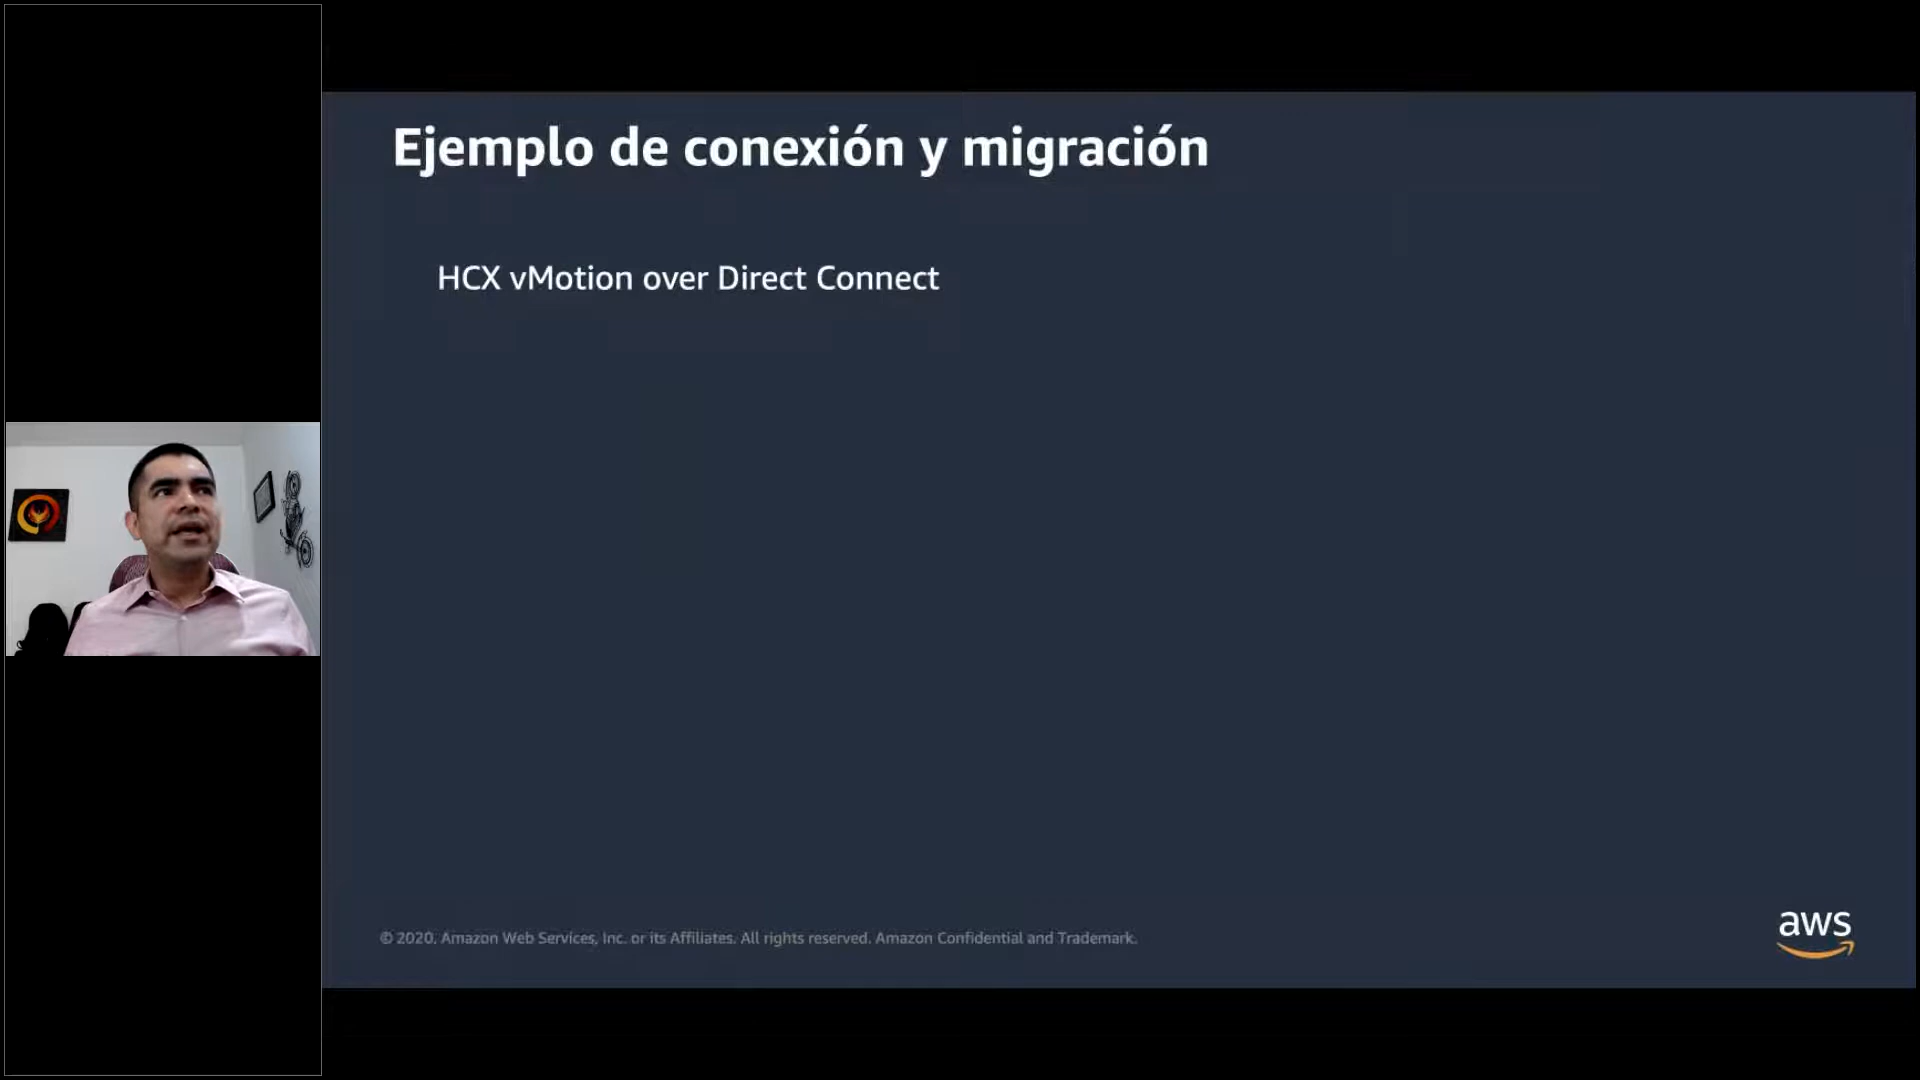 Ejemplo de conexión y migración
HCX vMotion over Direct Connect
© 2020, Amazon Web Services, Inc. or its Affiliates. All rights reserved. Amazon Confidential and Trademark.
aws